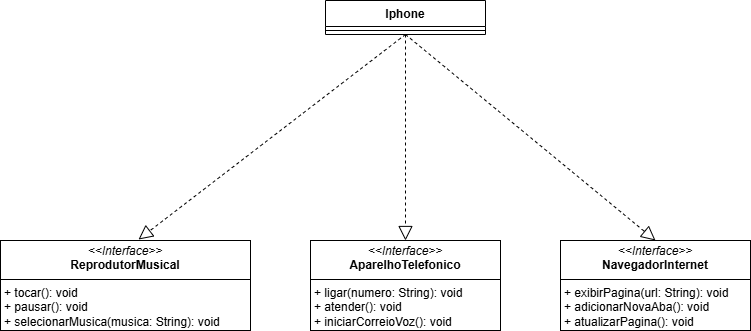 Iphone
<<Interface>>
ReprodutorMusical
+ tocar(): void
+ pausar(): void
+ selecionarMusica(musica: String): void
<<Interface>>
AparelhoTelefonico
+ ligar(numero: String): void
+ atender(): void
+ iniciarCorreioVoz(): void
<<Interface>>
NavegadorInternet
+ exibirPagina(url: String): void
+ adicionarNovaAba(): void
+ atualizarPagina(): void